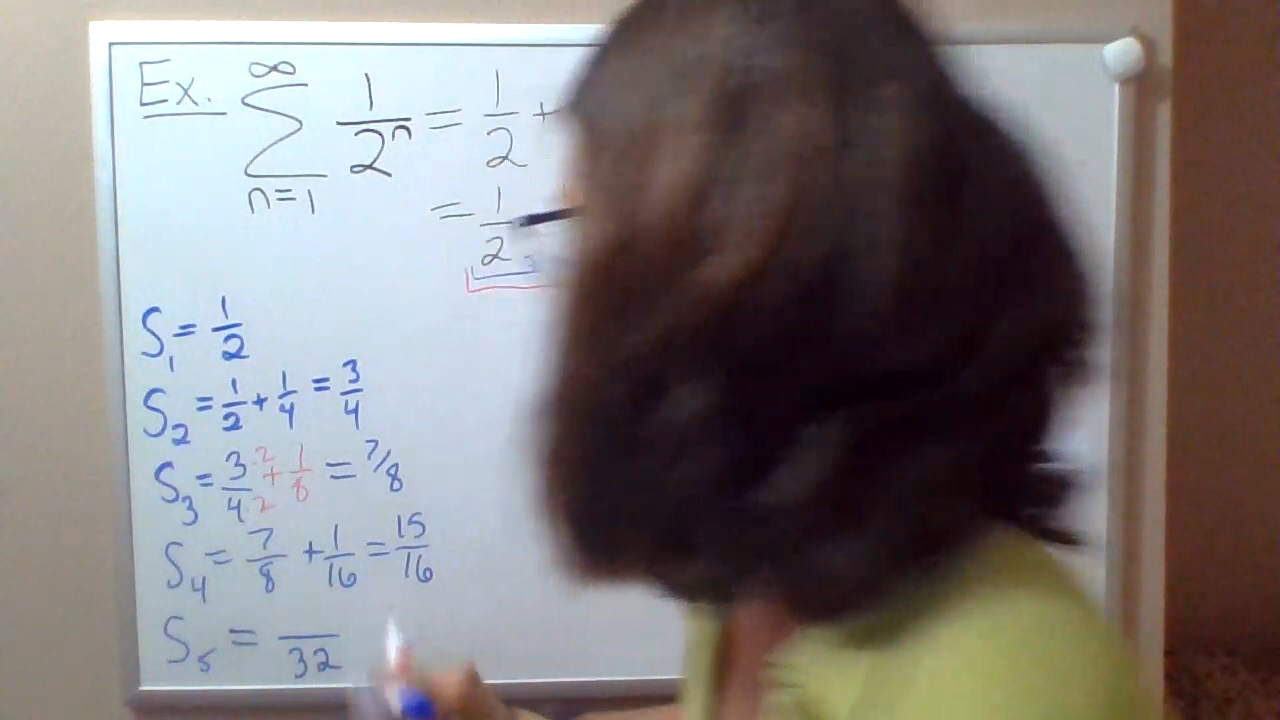 Ex. ∞ ∑ n=1 1/2ⁿ = 1/2 +
= 1/2
S₁ = 1/2
S₂ = 1/2 + 1/4 = 3/4
S₃ = 3·2/4·2 + 1/8 = 7/8
S₄ = 7/8 + 1/16 = 15/16
S₅ = /32